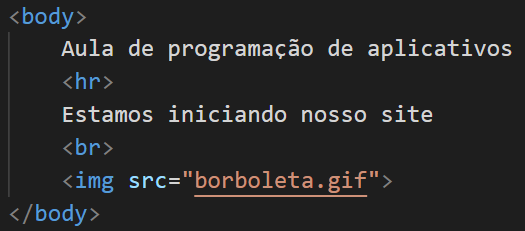 <body>
Aula de programação de aplicativos
<hr>
Estamos iniciando nosso site
<br>
<img src="borboleta.gif">
</body>